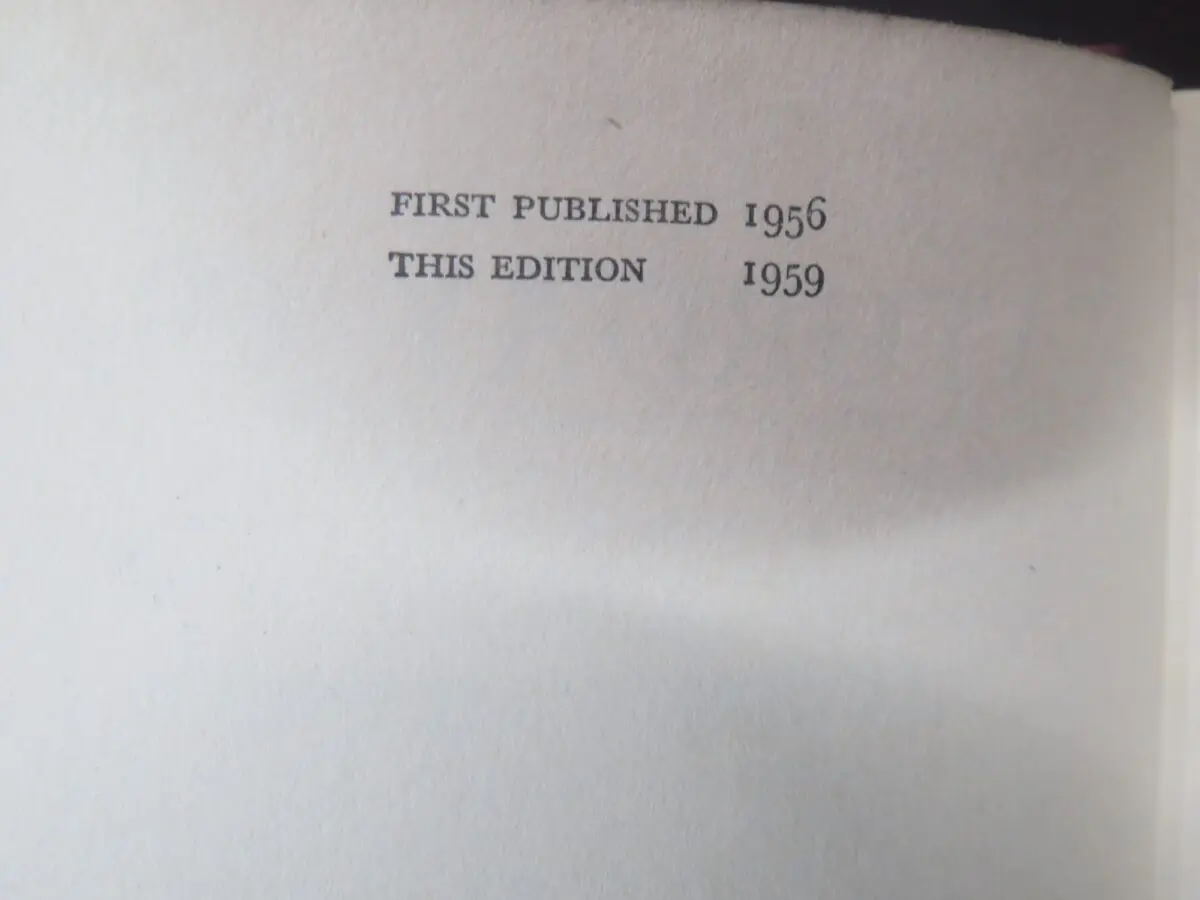 FIRST PUBLISHED 1956
THIS EDITION 1959